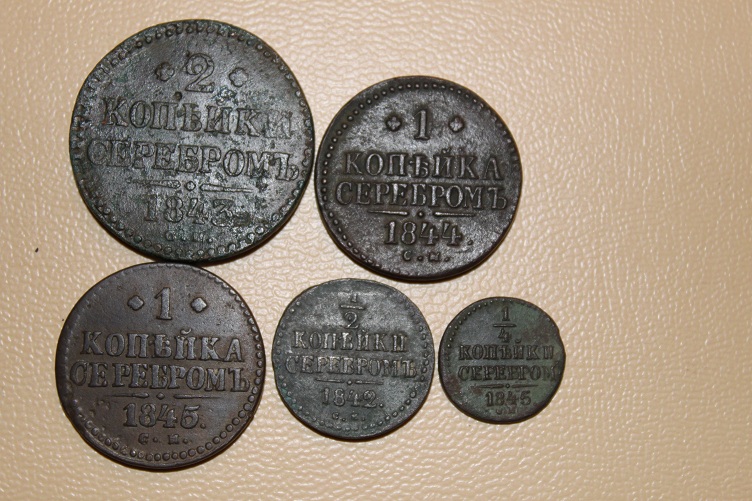 2
КОПѢЙКИ
СЕРЕБРОМЪ
1843.
1
КОПѢЙКА
СЕРЕБРОМЪ
1844.
С.М.
1
КОПѢЙКА
СЕРЕБРОМЪ
1845.
С.М.
1/2
КОПѢЙКИ
СЕРЕБРОМЪ
1842.
С.М.
1/4
КОПѢЙКИ
СЕРЕБРОМ
1845